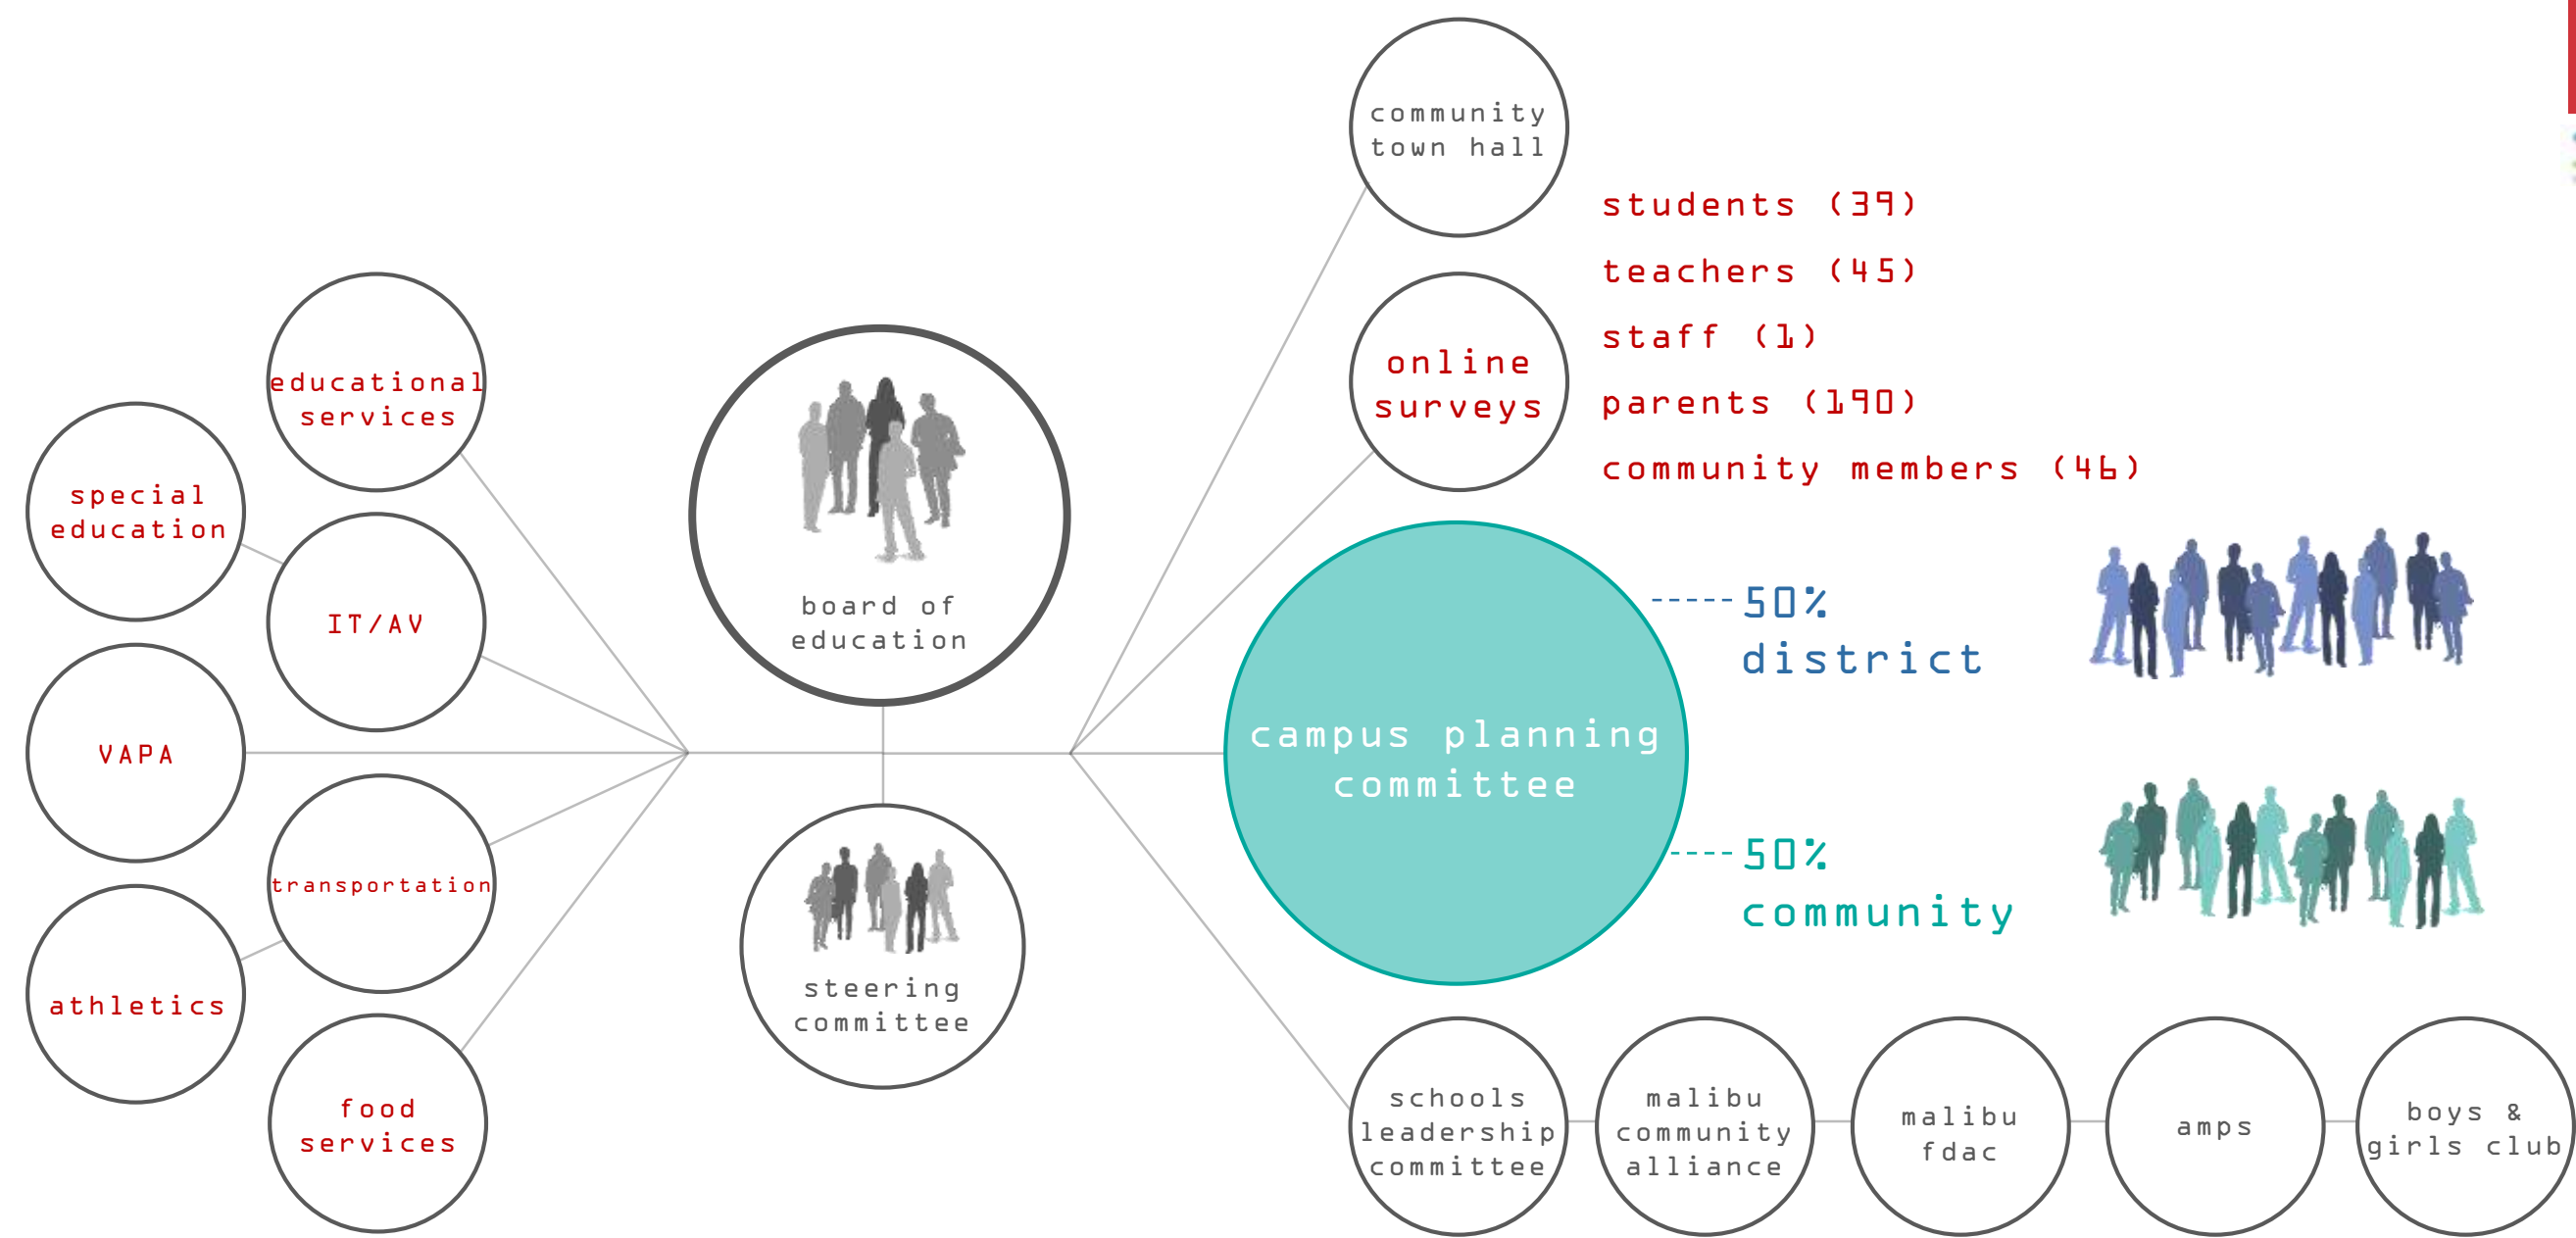 community
town hall
students (39)
teachers (45)
staff (1)
parents (190)
community members (46)
online
surveys
educational
services
special
education
IT/AV
VAPA
transportation
athletics
food
services
board of
education
steering
committee
campus planning
committee
50%
district
50%
community
schools
leadership
committee
malibu
community
alliance
malibu
fdac
amps
boys &
girls club